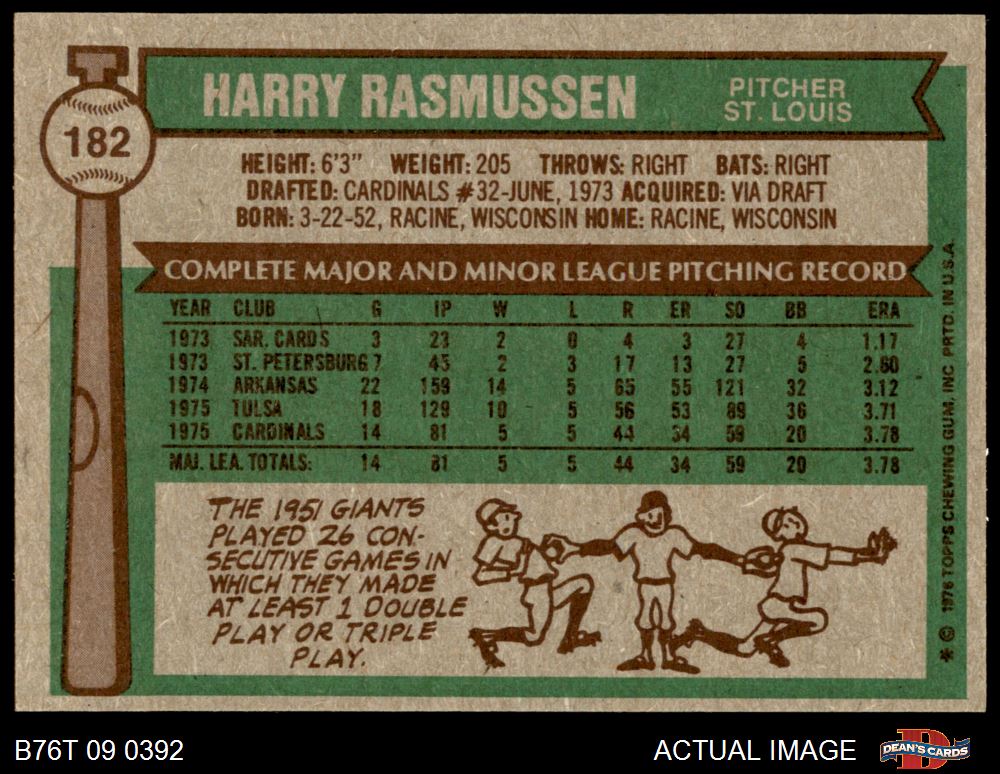 HARRY RASMUSSEN
PITCHER
ST. LOUIS
182
HEIGHT: 6'3" WEIGHT: 205 THROWS: RIGHT BATS: RIGHT
DRAFTED: CARDINALS #32-JUNE, 1973 ACQUIRED: VIA DRAFT
BORN: 3-22-52, RACINE, WISCONSIN HOME: RACINE, WISCONSIN
COMPLETE MAJOR AND MINOR LEAGUE PITCHING RECORD
YEAR CLUB G IP W L R ER SO BB ERA
1973 SAR. CARDS 3 23 2 0 4 3 27 4 1.17
1973 ST. PETERSBURG 7 45 2 3 17 13 27 5 2.60
1974 ARKANSAS 22 159 14 5 65 55 121 32 3.12
1975 TULSA 18 129 10 5 56 53 89 36 3.71
1975 CARDINALS 14 81 5 5 44 34 59 20 3.78
MAJ. LEA. TOTALS: 14 81 5 5 44 34 59 20 3.78
THE 1951 GIANTS
PLAYED 26 CON-
SECUTIVE GAMES IN
WHICH THEY MADE
AT LEAST 1 DOUBLE
PLAY OR TRIPLE
PLAY.
* © 1976 TOPPS CHEWING GUM, INC PRTD. IN U.S.A.
B76T 09 0392
ACTUAL IMAGE
DEAN'S CARDS